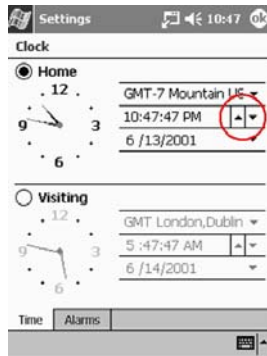 Settings 10:47 ok
Clock
Home
12
9 3
6
GMT-7 Mountain US
10:47:47 PM
6 /13/2001
Visiting
12
9 3
6
GMT London,Dublin
5 :47:47 AM
6 /14/2001
Time Alarms